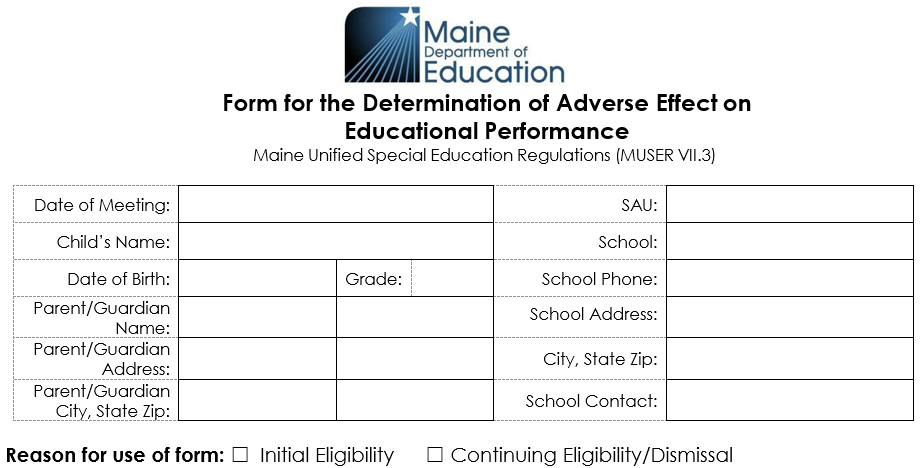 Maine
Department of
Education
Form for the Determination of Adverse Effect on
Educational Performance
Maine Unified Special Education Regulations (MUSER VII.3)
Date of Meeting: SAU:
Child's Name: School:
Date of Birth: Grade: School Phone:
Parent/Guardian
Name: School Address:
Parent/Guardian
Address: City, State Zip:
Parent/Guardian
City, State Zip: School Contact:
Reason for use of form: ☐ Initial Eligibility ☐ Continuing Eligibility/Dismissal